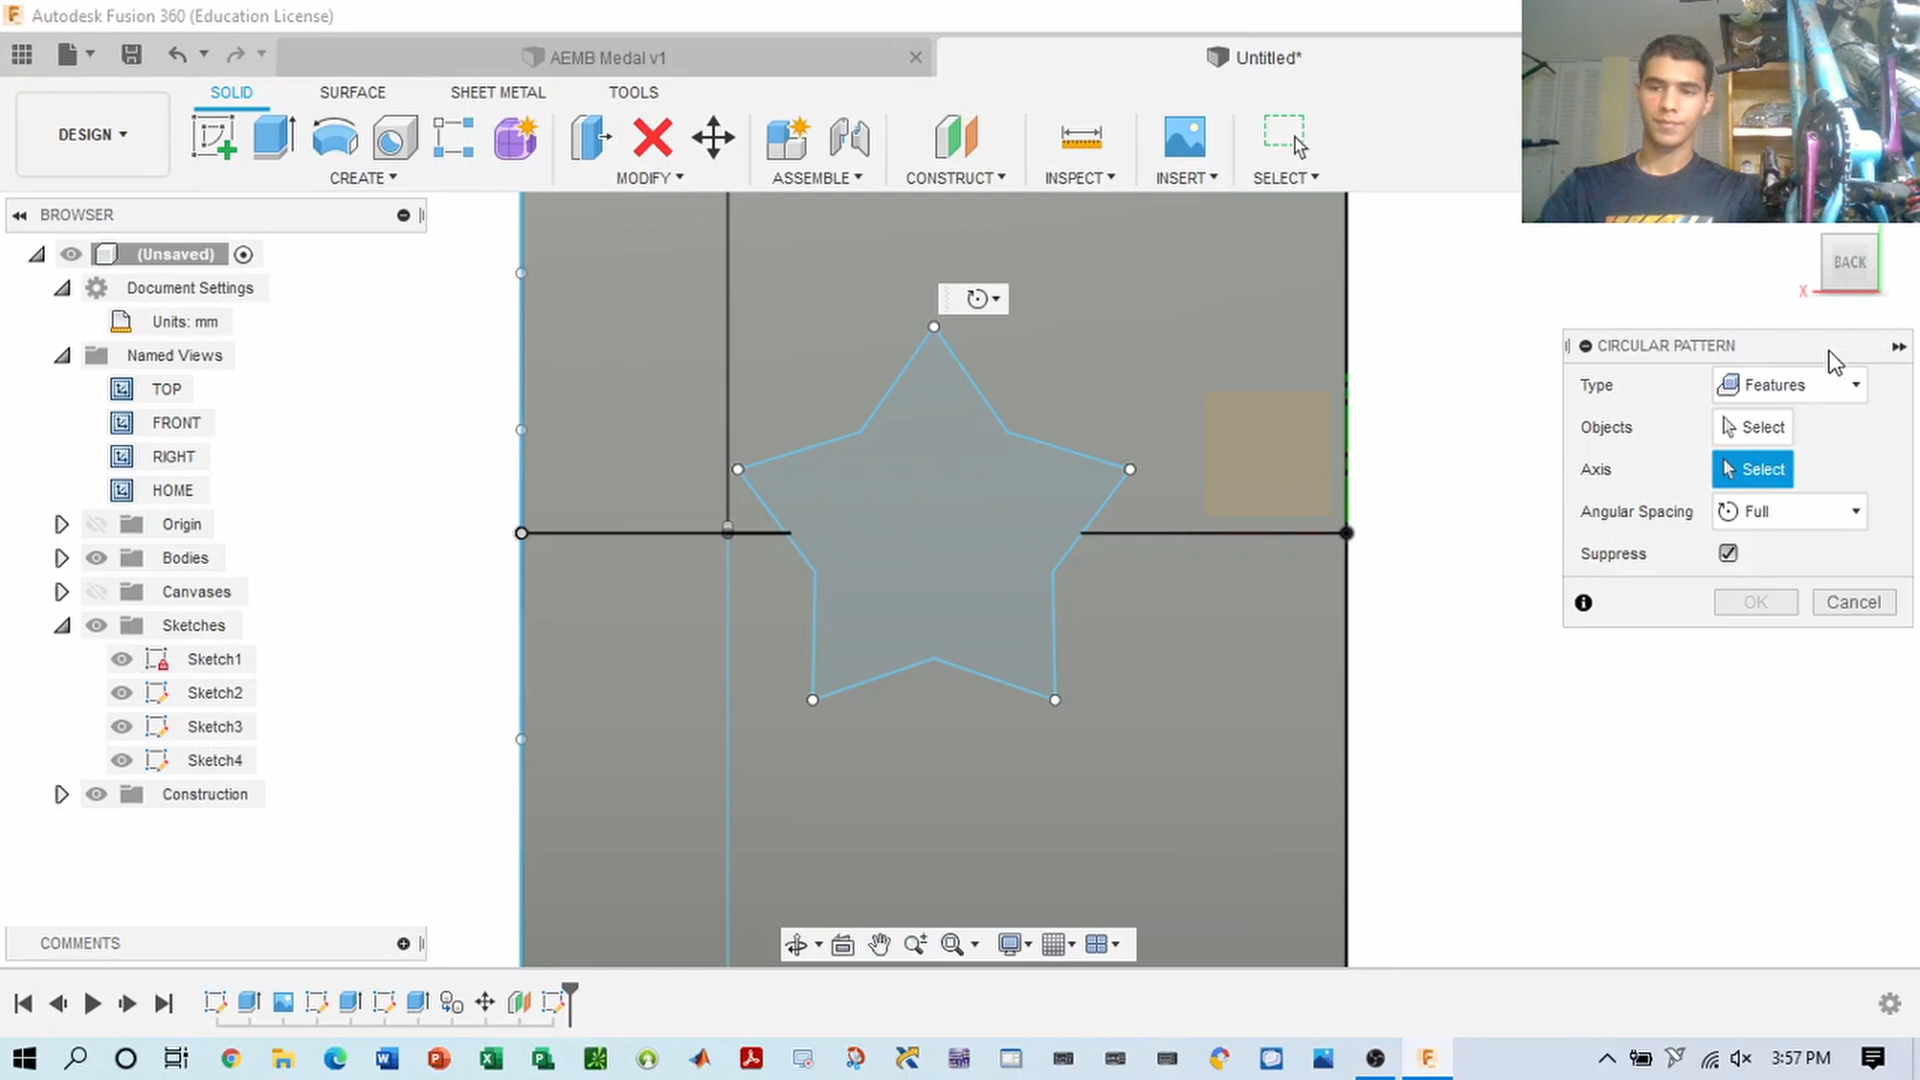 Autodesk Fusion 360 (Education License)
AEMB Medal v1
Untitled*
SOLID
SURFACE
SHEET METAL
TOOLS
DESIGN
CREATE
MODIFY
ASSEMBLE
CONSTRUCT
INSPECT
INSERT
SELECT
BROWSER
(Unsaved)
Document Settings
Units: mm
Named Views
TOP
FRONT
RIGHT
HOME
Origin
Bodies
Canvases
Sketches
Sketch1
Sketch2
Sketch3
Sketch4
Construction
BACK
X
CIRCULAR PATTERN
Type
Features
Objects
Select
Axis
Select
Angular Spacing
Full
Suppress
OK
Cancel
COMMENTS
3:57 PM